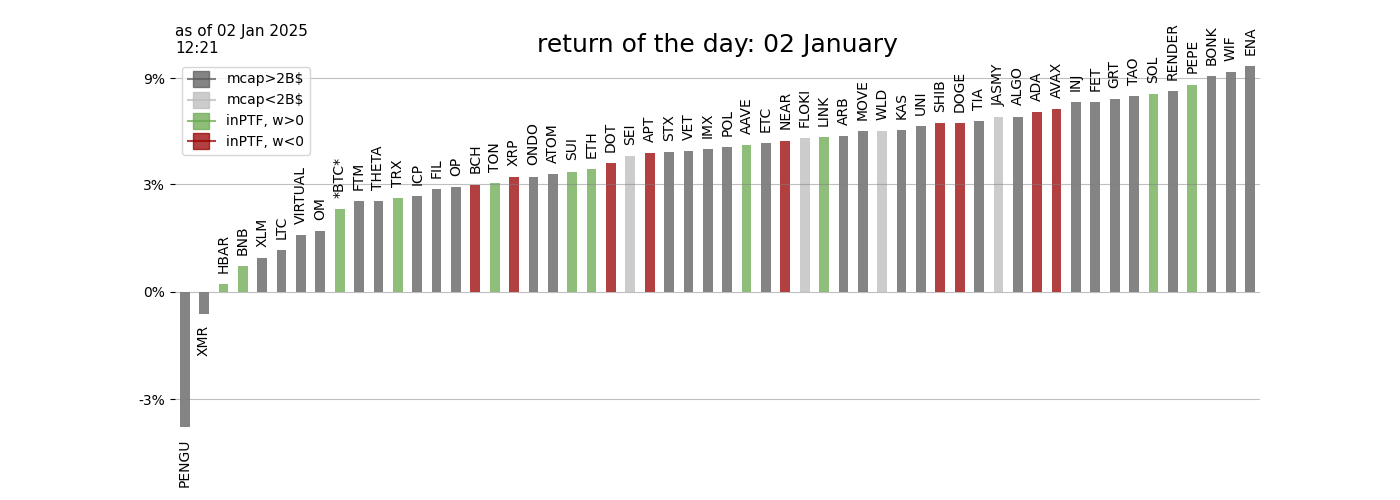 as of 02 Jan 2025
12:21
return of the day: 02 January
mcap>2B$
mcap<2B$
inPTF, w>0
inPTF, w<0
9%
3%
0%
-3%
PENGU
XMR
HBAR
BNB
XLM
LTC
VIRTUAL
OM
*BTC*
FTM
THETA
TRX
ICP
FIL
OP
BCH
TON
XRP
ONDO
ATOM
SUI
ETH
DOT
SEI
APT
STX
VET
IMX
POL
AAVE
ETC
NEAR
FLOKI
LINK
ARB
MOVE
WLD
KAS
UNI
SHIB
DOGE
TIA
JASMY
ALGO
ADA
AVAX
INJ
FET
GRT
TAO
SOL
RENDER
PEPE
BONK
WIF
ENA